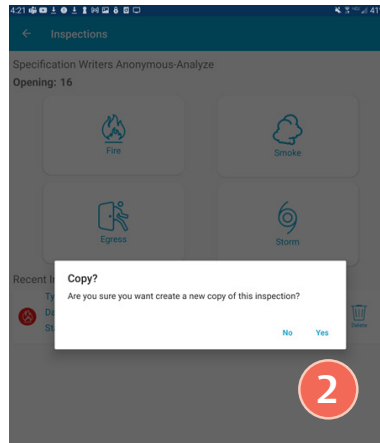 4:21
Inspections
Specification Writers Anonymous-Analyze
Opening: 16
Fire
Smoke
Egress
Storm
Recent
Copy?
Are you sure you want create a new copy of this inspection?
No
Yes
Delete
2